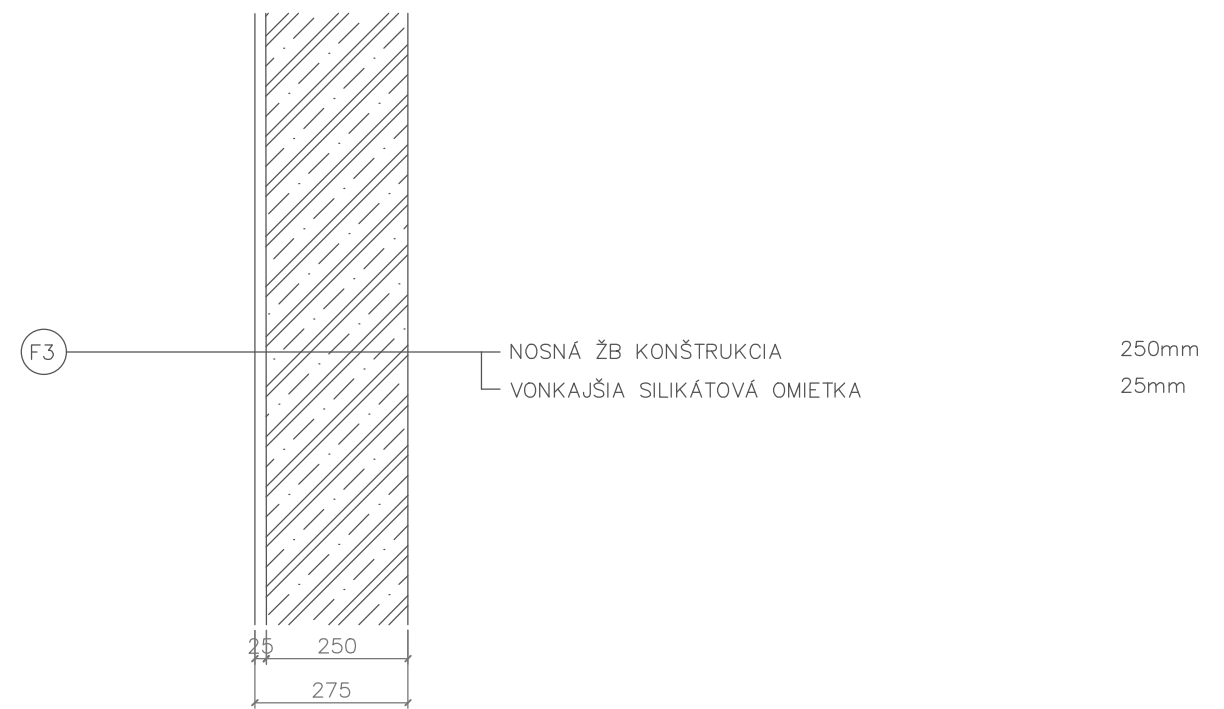 F3
NOSNÁ ŽB KONŠTRUKCIA 250mm
VONKAJŠIA SILIKÁTOVÁ OMIETKA 25mm
25 250
275